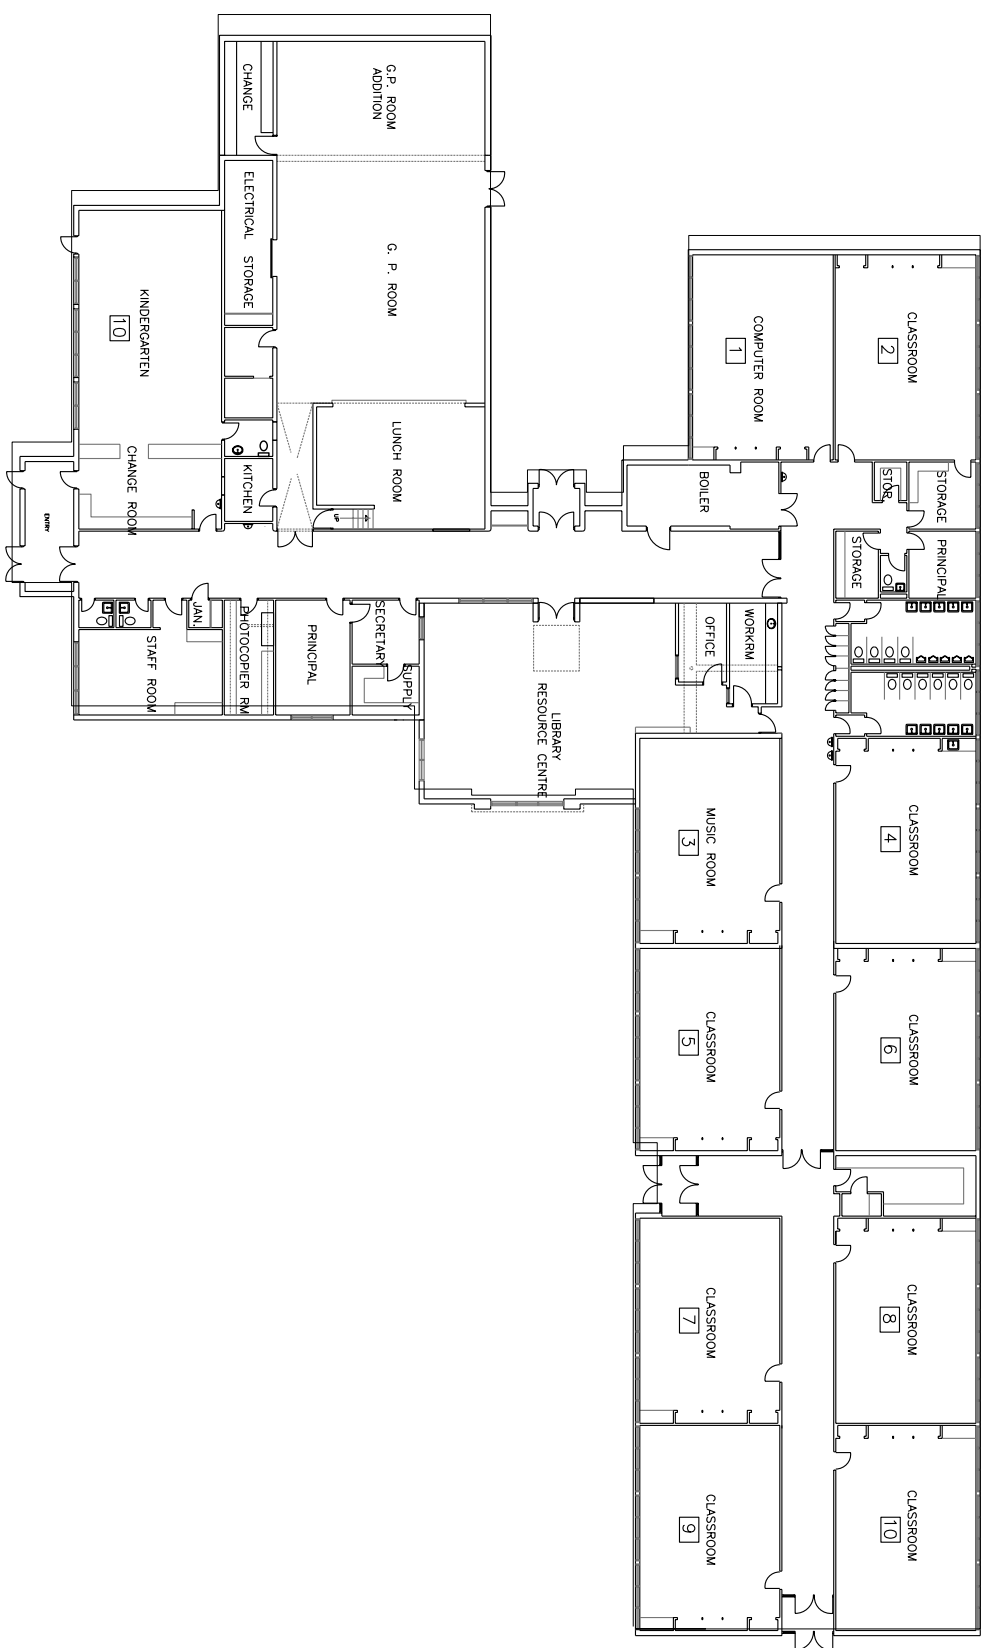 G.P. ROOM
ADDITION
CHANGE
ELECTRICAL STORAGE
G. P. ROOM
KINDERGARTEN
10
CHANGE ROOM
KITCHEN
LUNCH ROOM
UP
ENTRY
BOILER
COMPUTER ROOM
1
CLASSROOM
2
STOR
STORAGE
STORAGE
PRINCIPAL
JAN.
STAFF ROOM
PHOTOCOPIER RM
PRINCIPAL
SECRETARY
SUPPLY
LIBRARY
RESOURCE CENTRE
OFFICE
WORKRM
MUSIC ROOM
3
CLASSROOM
4
CLASSROOM
5
CLASSROOM
6
CLASSROOM
7
CLASSROOM
8
CLASSROOM
9
CLASSROOM
10